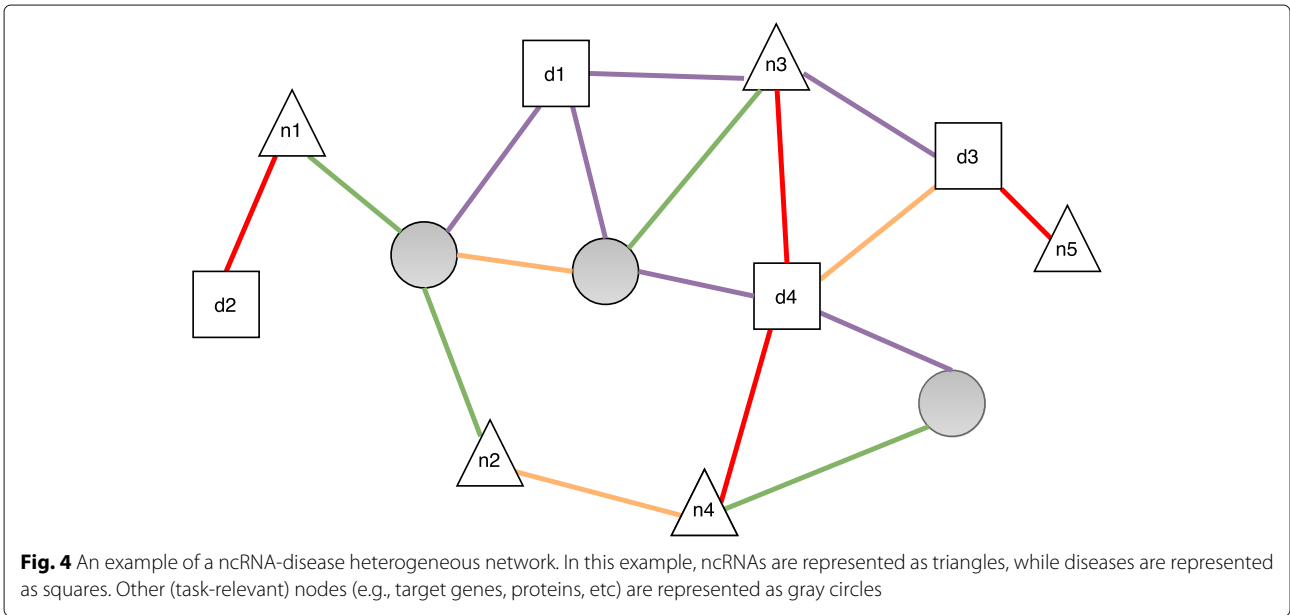 d1
n3
n1
d3
n5
d2
d4
n2
n4
Fig. 4 An example of a ncRNA-disease heterogeneous network. In this example, ncRNAs are represented as triangles, while diseases are represented
as squares. Other (task-relevant) nodes (e.g., target genes, proteins, etc) are represented as gray circles